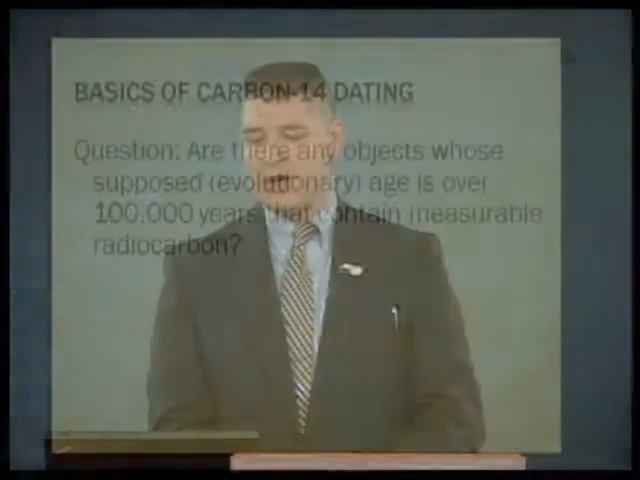 BASICS OF CARBON-14 DATING
Question: Are there any objects whose
supposed (evolutionary) age is over
100,000 years that contain measurable
radiocarbon?